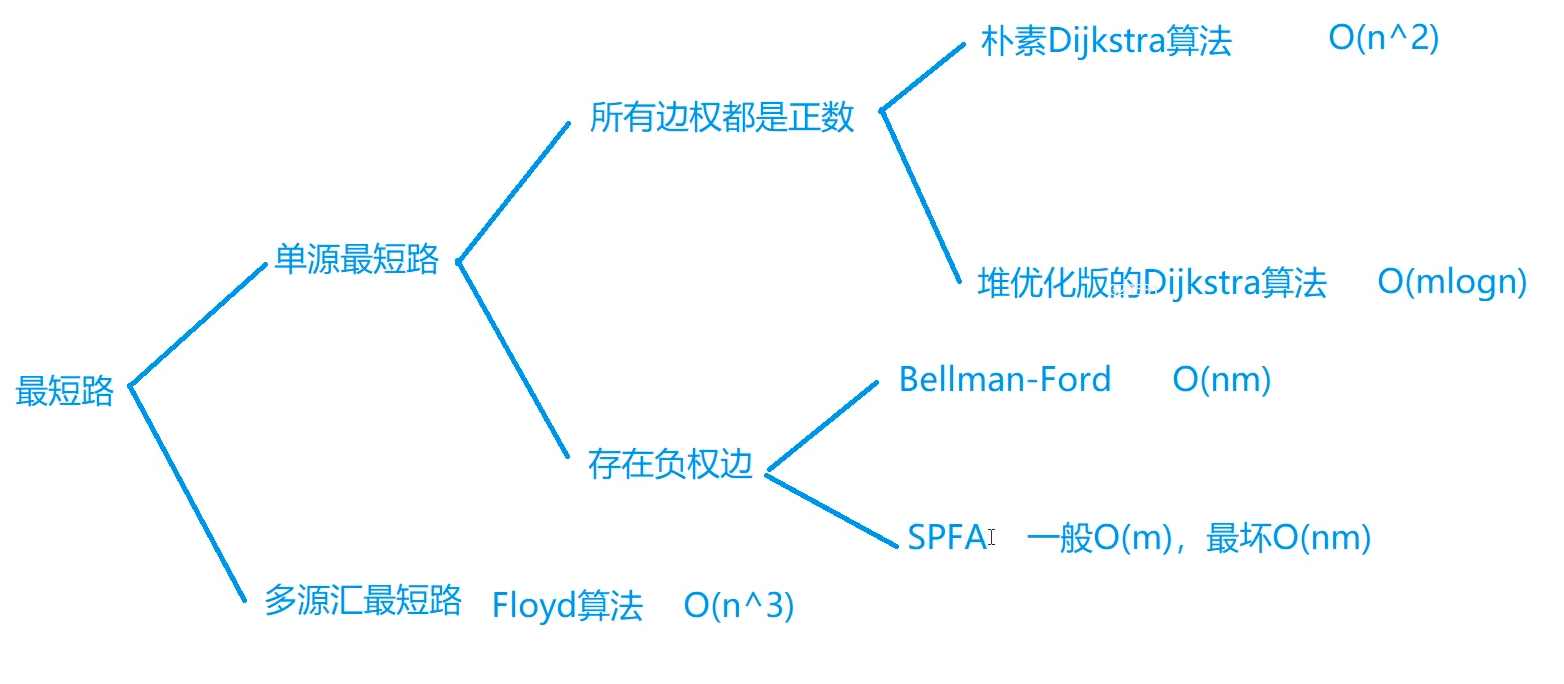 朴素Dijkstra算法 O(n^2)
所有边权都是正数
单源最短路
堆优化版的Dijkstra算法 O(mlogn)
最短路
Bellman-Ford O(nm)
存在负权边
SPFA 一般O(m)，最坏O(nm)
多源汇最短路 Floyd算法 O(n^3)